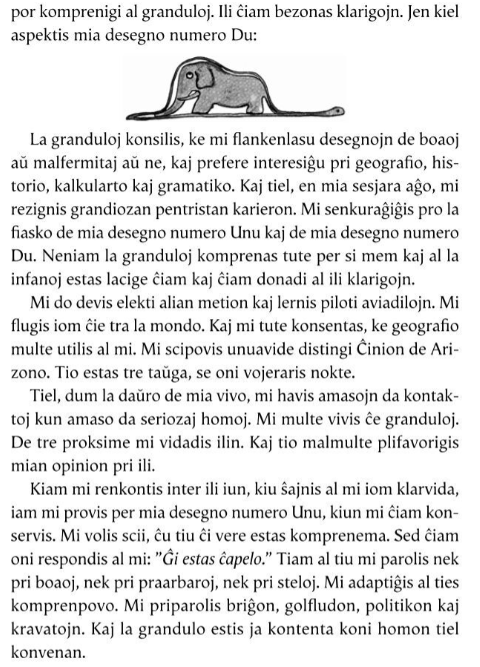 por komprenigi al granduloj. Ili ĉiam bezonas klarigojn. Jen kiel
aspektis mia desegno numero Du:
La granduloj konsilis, ke mi flankenlasu desegnojn de boaoj
aŭ malfermitaj aŭ ne, kaj prefere interesiĝu pri geografio, his-
torio, kalkularto kaj gramatiko. Kaj tiel, en mia sesjara aĝo, mi
rezignis grandiozan pentristan karieron. Mi senkuraĝiĝis pro la
fiasko de mia desegno numero Unu kaj de mia desegno numero
Du. Neniam la granduloj komprenas tute per si mem kaj al la
infanoj estas lacige ĉiam kaj ĉiam donadi al ili klarigojn.
Mi do devis elekti alian metion kaj lernis piloti aviadilojn. Mi
flugis iom ĉie tra la mondo. Kaj mi tute konsentas, ke geografio
multe utilis al mi. Mi scipovis unuavide distingi Ĉinion de Ari-
zono. Tio estas tre taŭga, se oni vojeraris nokte.
Tiel, dum la daŭro de mia vivo, mi havis amasojn da kontak-
toj kun amaso da seriozaj homoj. Mi multe vivis ĉe granduloj.
De tre proksime mi vidadis ilin. Kaj tio malmulte plifavorigis
mian opinion pri ili.
Kiam mi renkontis inter ili iun, kiu ŝajnis al mi iom klarvida,
iam mi provis per mia desegno numero Unu, kiun mi ĉiam kon-
servis. Mi volis scii, ĉu tiu ĉi vere estas komprenema. Sed ĉiam
oni respondis al mi: ”Ĝi estas ĉapelo.” Tiam al tiu mi parolis nek
pri boaoj, nek pri praarbaroj, nek pri steloj. Mi adaptiĝis al ties
komprenpovo. Mi priparolis briĝon, golfludon, politikon kaj
kravatojn. Kaj la grandulo estis ja kontenta koni homon tiel
konvenan.